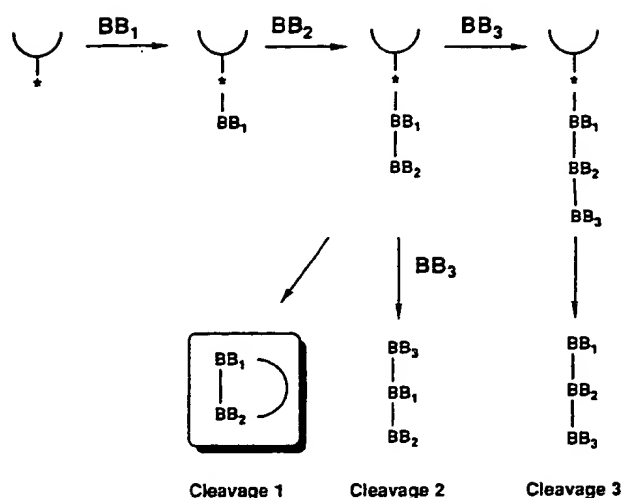 BB₁ BB₂ BB₃
* * * *
BB₁ BB₁ BB₁
BB₂ BB₂
BB₃
BB₃
BB₁ BB₃ BB₁
BB₂ BB₁ BB₂
BB₂ BB₃
Cleavage 1 Cleavage 2 Cleavage 3